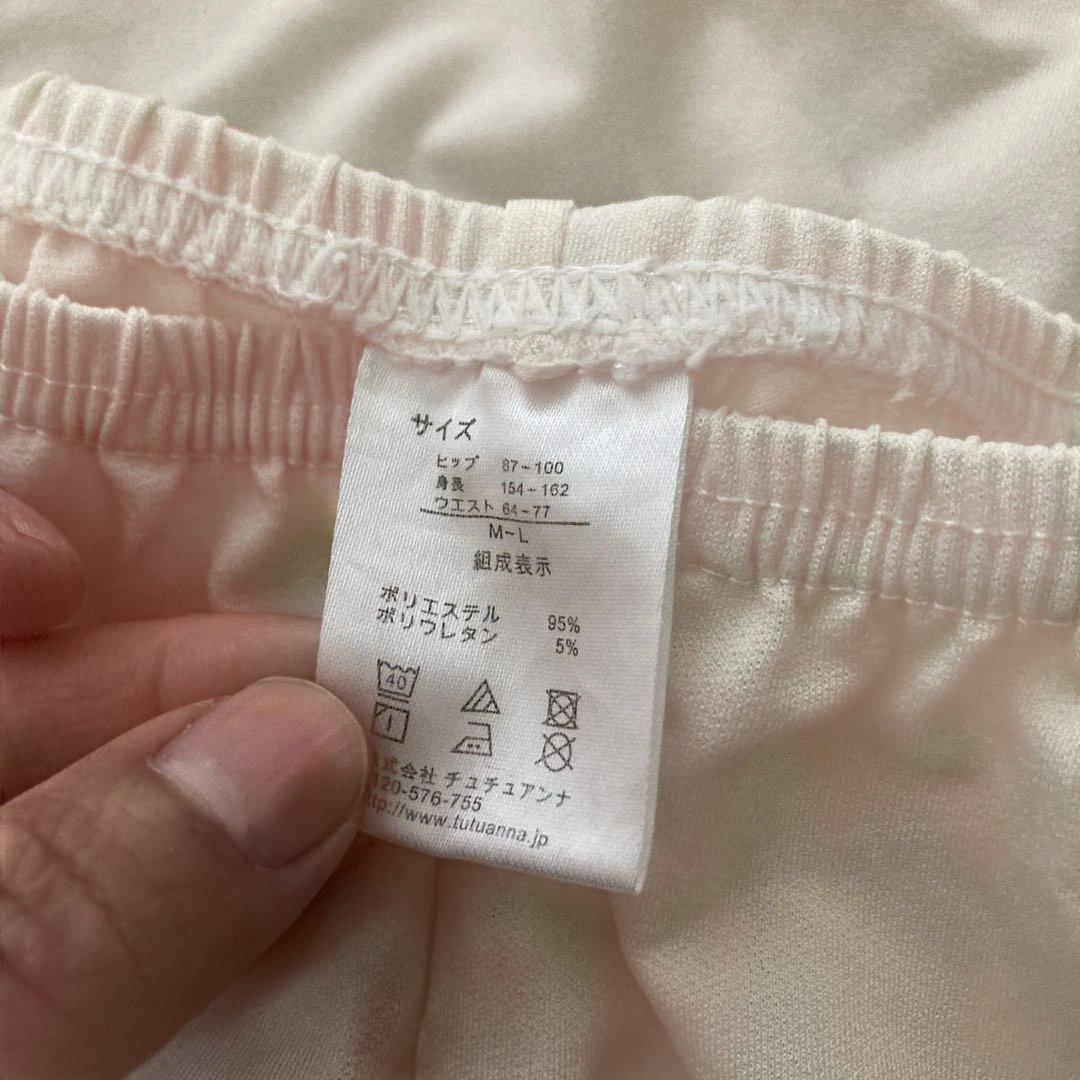 サイズ
ヒップ 87~100
身長 154~162
ウエスト 64~77
M~L
組成表示
ポリエステル 95%
ポリウレタン 5%
40
式会社 チュチュアンナ
20-576-755
http://www.tutuanna.jp